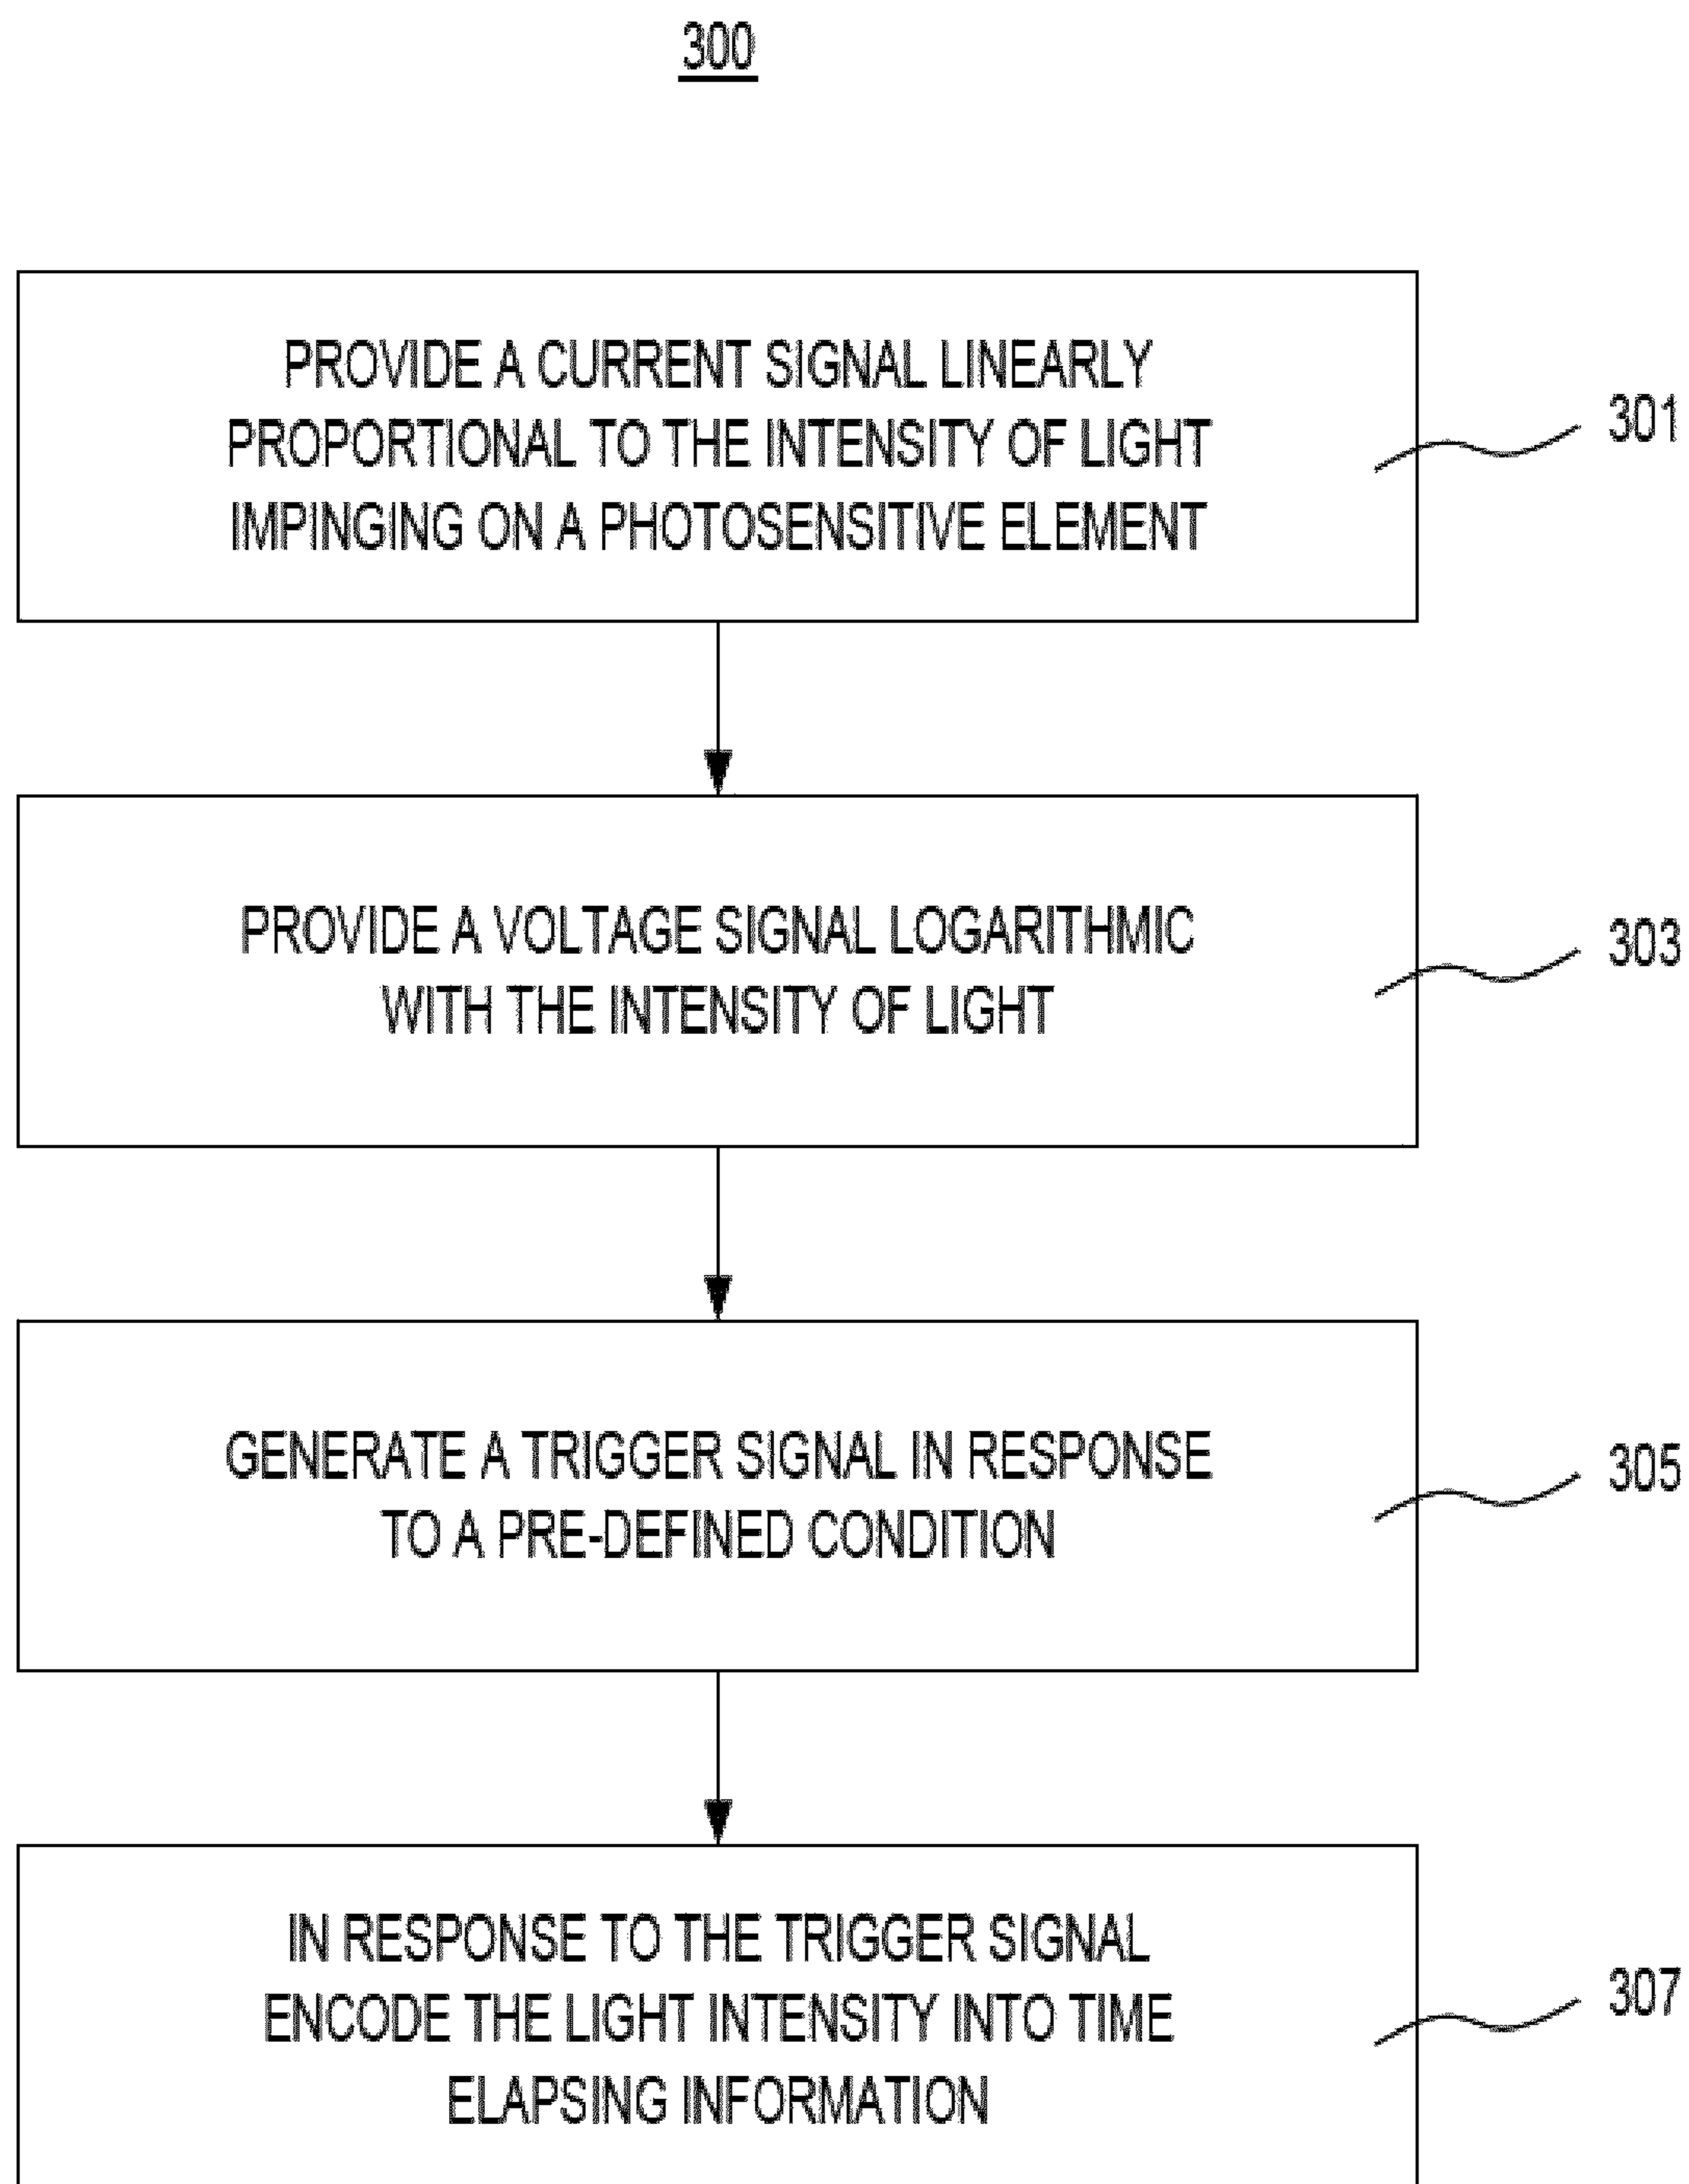 300
PROVIDE A CURRENT SIGNAL LINEARLY
PROPORTIONAL TO THE INTENSITY OF LIGHT
IMPINGING ON A PHOTOSENSITIVE ELEMENT
301
PROVIDE A VOLTAGE SIGNAL LOGARITHMIC
WITH THE INTENSITY OF LIGHT
303
GENERATE A TRIGGER SIGNAL IN RESPONSE
TO A PRE-DEFINED CONDITION
305
IN RESPONSE TO THE TRIGGER SIGNAL
ENCODE THE LIGHT INTENSITY INTO TIME
ELAPSING INFORMATION
307